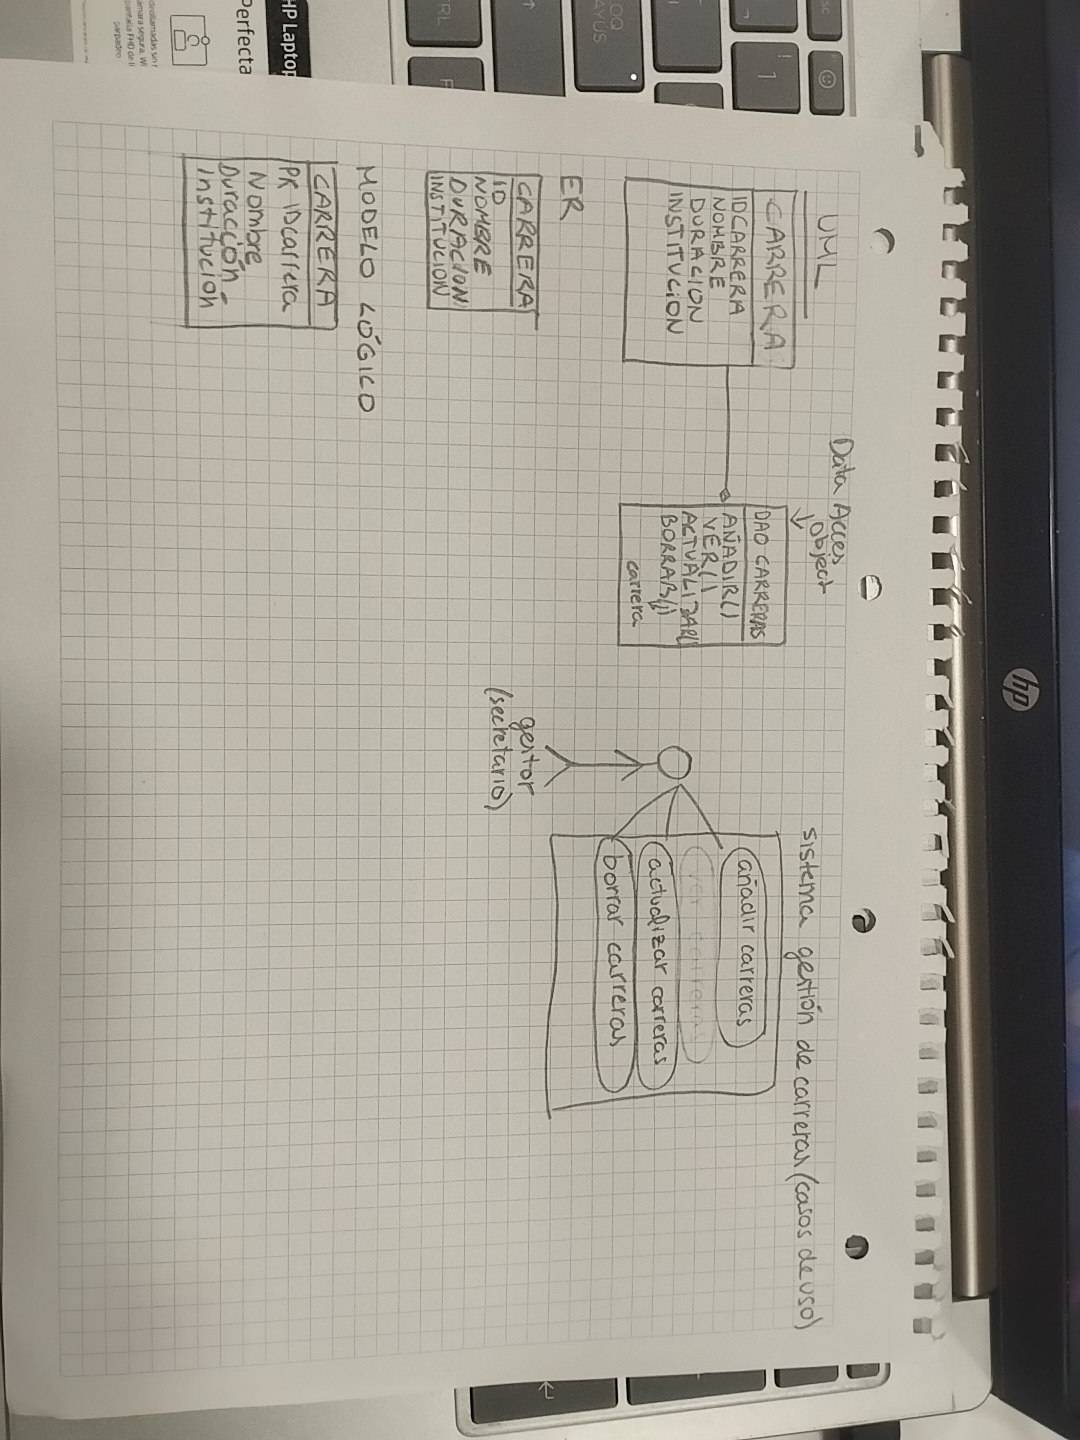 UML
CARRERA
IDCARRERA
NOMBRE
DURACION
INSTITUCION
Data Acces
Object
DAO CARRERAS
AÑADIR()
VER()
ACTUALIZAR()
BORRAR()
carrera
sistema gestión de carreras (casos de uso)
añadir carreras
ver carreras
actualizar carreras
borrar carreras
gestor
(secretario)
ER
CARRERA
ID
NOMBRE
DURACION
INSTITUCION
MODELO LÓGICO
CARRERA
PK IDcarrera
Nombre
Duración
Institución
HP Laptop
Perfecta
hp